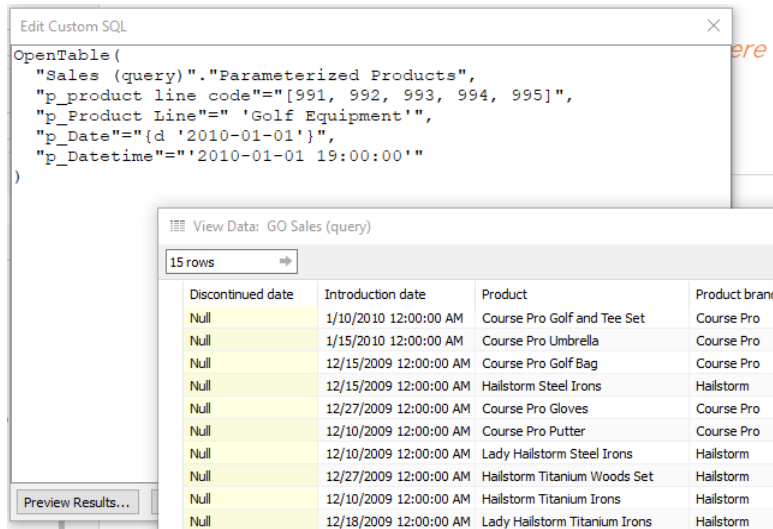 Edit Custom SQL
ere
OpenTable(
"Sales (query)"."Parameterized Products",
"p_product line code"="[991, 992, 993, 994, 995]",
"p_Product Line"=" 'Golf Equipment'",
"p_Date"="{d '2010-01-01'}",
"p_Datetime"="'2010-01-01 19:00:00'"
)
View Data: GO Sales (query)
15 rows
Discontinued date Introduction date Product Product brand
Null 1/10/2010 12:00:00 AM Course Pro Golf and Tee Set Course Pro
Null 1/15/2010 12:00:00 AM Course Pro Umbrella Course Pro
Null 12/15/2009 12:00:00 AM Course Pro Golf Bag Course Pro
Null 12/15/2009 12:00:00 AM Hailstorm Steel Irons Hailstorm
Null 12/27/2009 12:00:00 AM Course Pro Gloves Course Pro
Null 12/10/2009 12:00:00 AM Course Pro Putter Course Pro
Null 12/10/2009 12:00:00 AM Lady Hailstorm Steel Irons Hailstorm
Null 12/27/2009 12:00:00 AM Hailstorm Titanium Woods Set Hailstorm
Null 12/10/2009 12:00:00 AM Hailstorm Titanium Irons Hailstorm
Null 12/18/2009 12:00:00 AM Lady Hailstorm Titanium Irons Hailstorm
Preview Results...